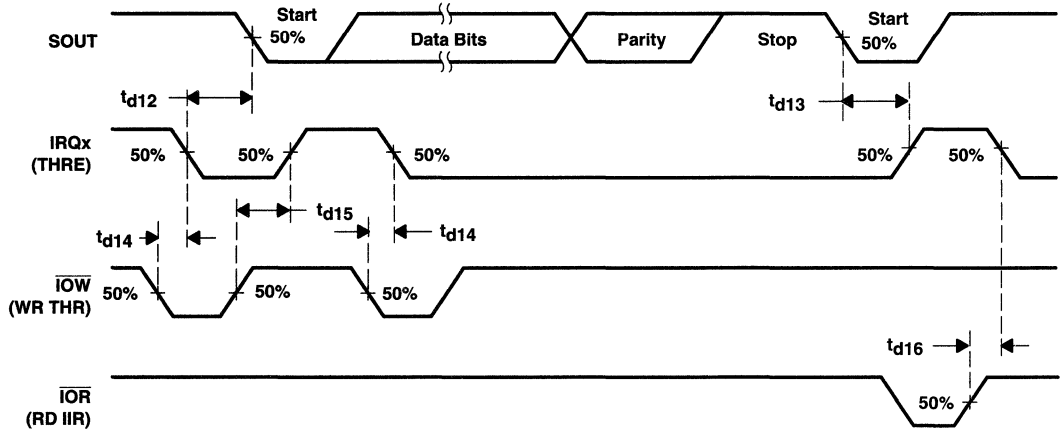 Start
SOUT
50%
Data Bits
Parity
Stop
Start
50%
td12
td13
IRQx
(THRE)
50%
50%
50%
50%
50%
td14
td15
td14
IOW
(WR THR)
50%
50%
50%
td16
IOR
(RD IIR)
50%